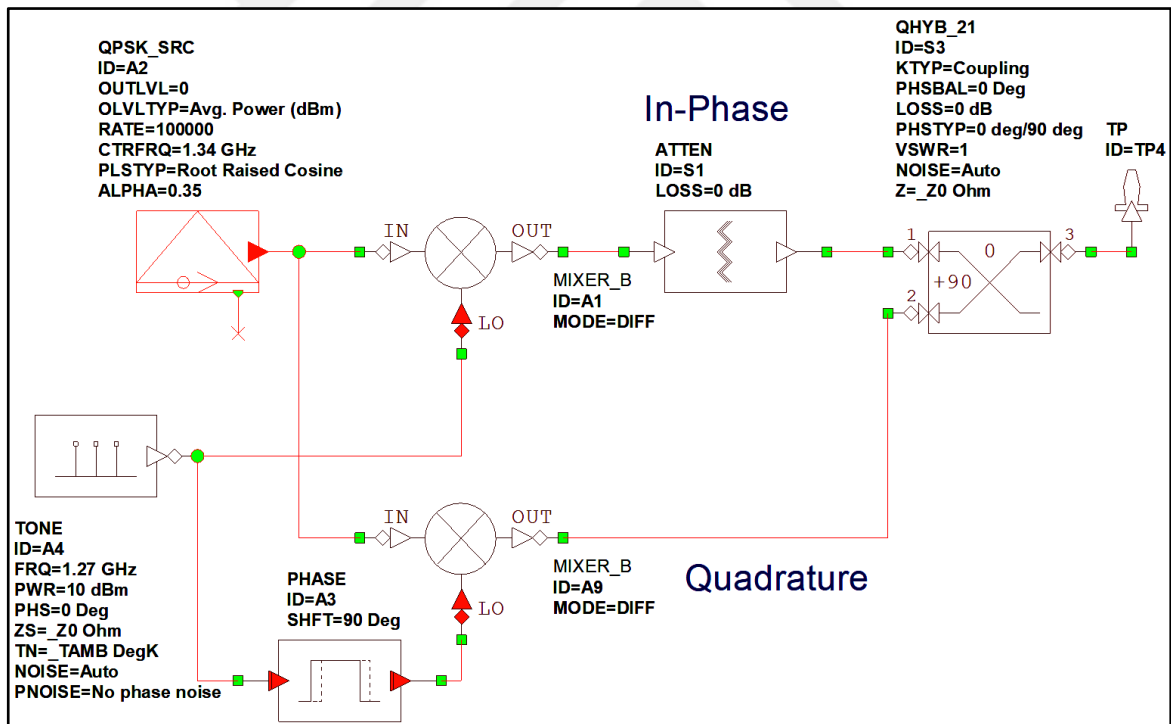 QPSK_SRC
ID=A2
OUTLVL=0
OLVLTYP=Avg. Power (dBm)
RATE=100000
CTRFRQ=1.34 GHz
PLSTYP=Root Raised Cosine
ALPHA=0.35
In-Phase
ATTEN
ID=S1
LOSS=0 dB
QHYB_21
ID=S3
KTYP=Coupling
PHSBAL=0 Deg
LOSS=0 dB
PHSTYP=0 deg/90 deg
VSWR=1
NOISE=Auto
Z=_Z0 Ohm
TP
ID=TP4
IN
OUT
LO
MIXER_B
ID=A1
MODE=DIFF
1
2
0
+90
3
TONE
ID=A4
FRQ=1.27 GHz
PWR=10 dBm
PHS=0 Deg
ZS=_Z0 Ohm
TN=_TAMB DegK
NOISE=Auto
PNOISE=No phase noise
PHASE
ID=A3
SHFT=90 Deg
IN
OUT
LO
MIXER_B
ID=A9
MODE=DIFF
Quadrature